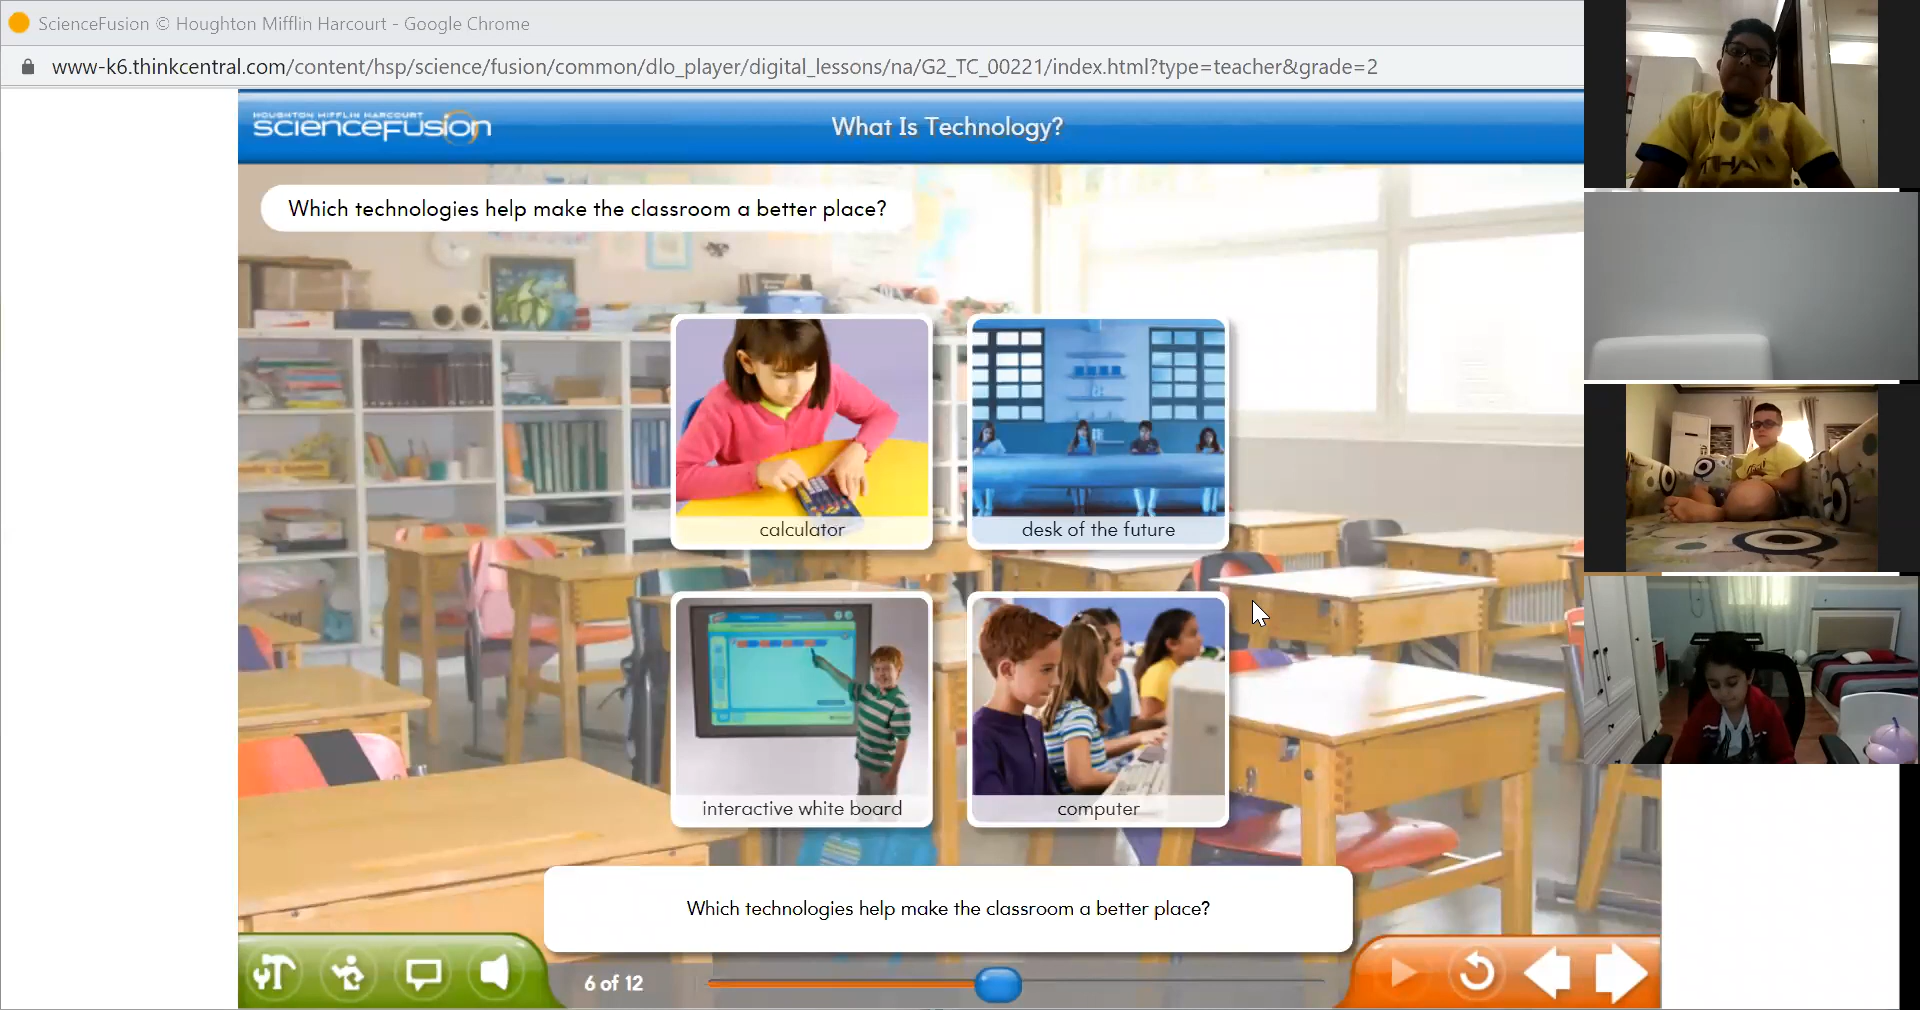 ScienceFusion © Houghton Mifflin Harcourt - Google Chrome
www-k6.thinkcentral.com/content/hsp/science/fusion/common/dlo_player/digital_lessons/na/G2_TC_00221/index.html?type=teacher&grade=2
HOUGHTON MIFFLIN HARCOURT
scienceFusion
What Is Technology?
Which technologies help make the classroom a better place?
calculator
desk of the future
interactive white board
computer
Which technologies help make the classroom a better place?
6 of 12